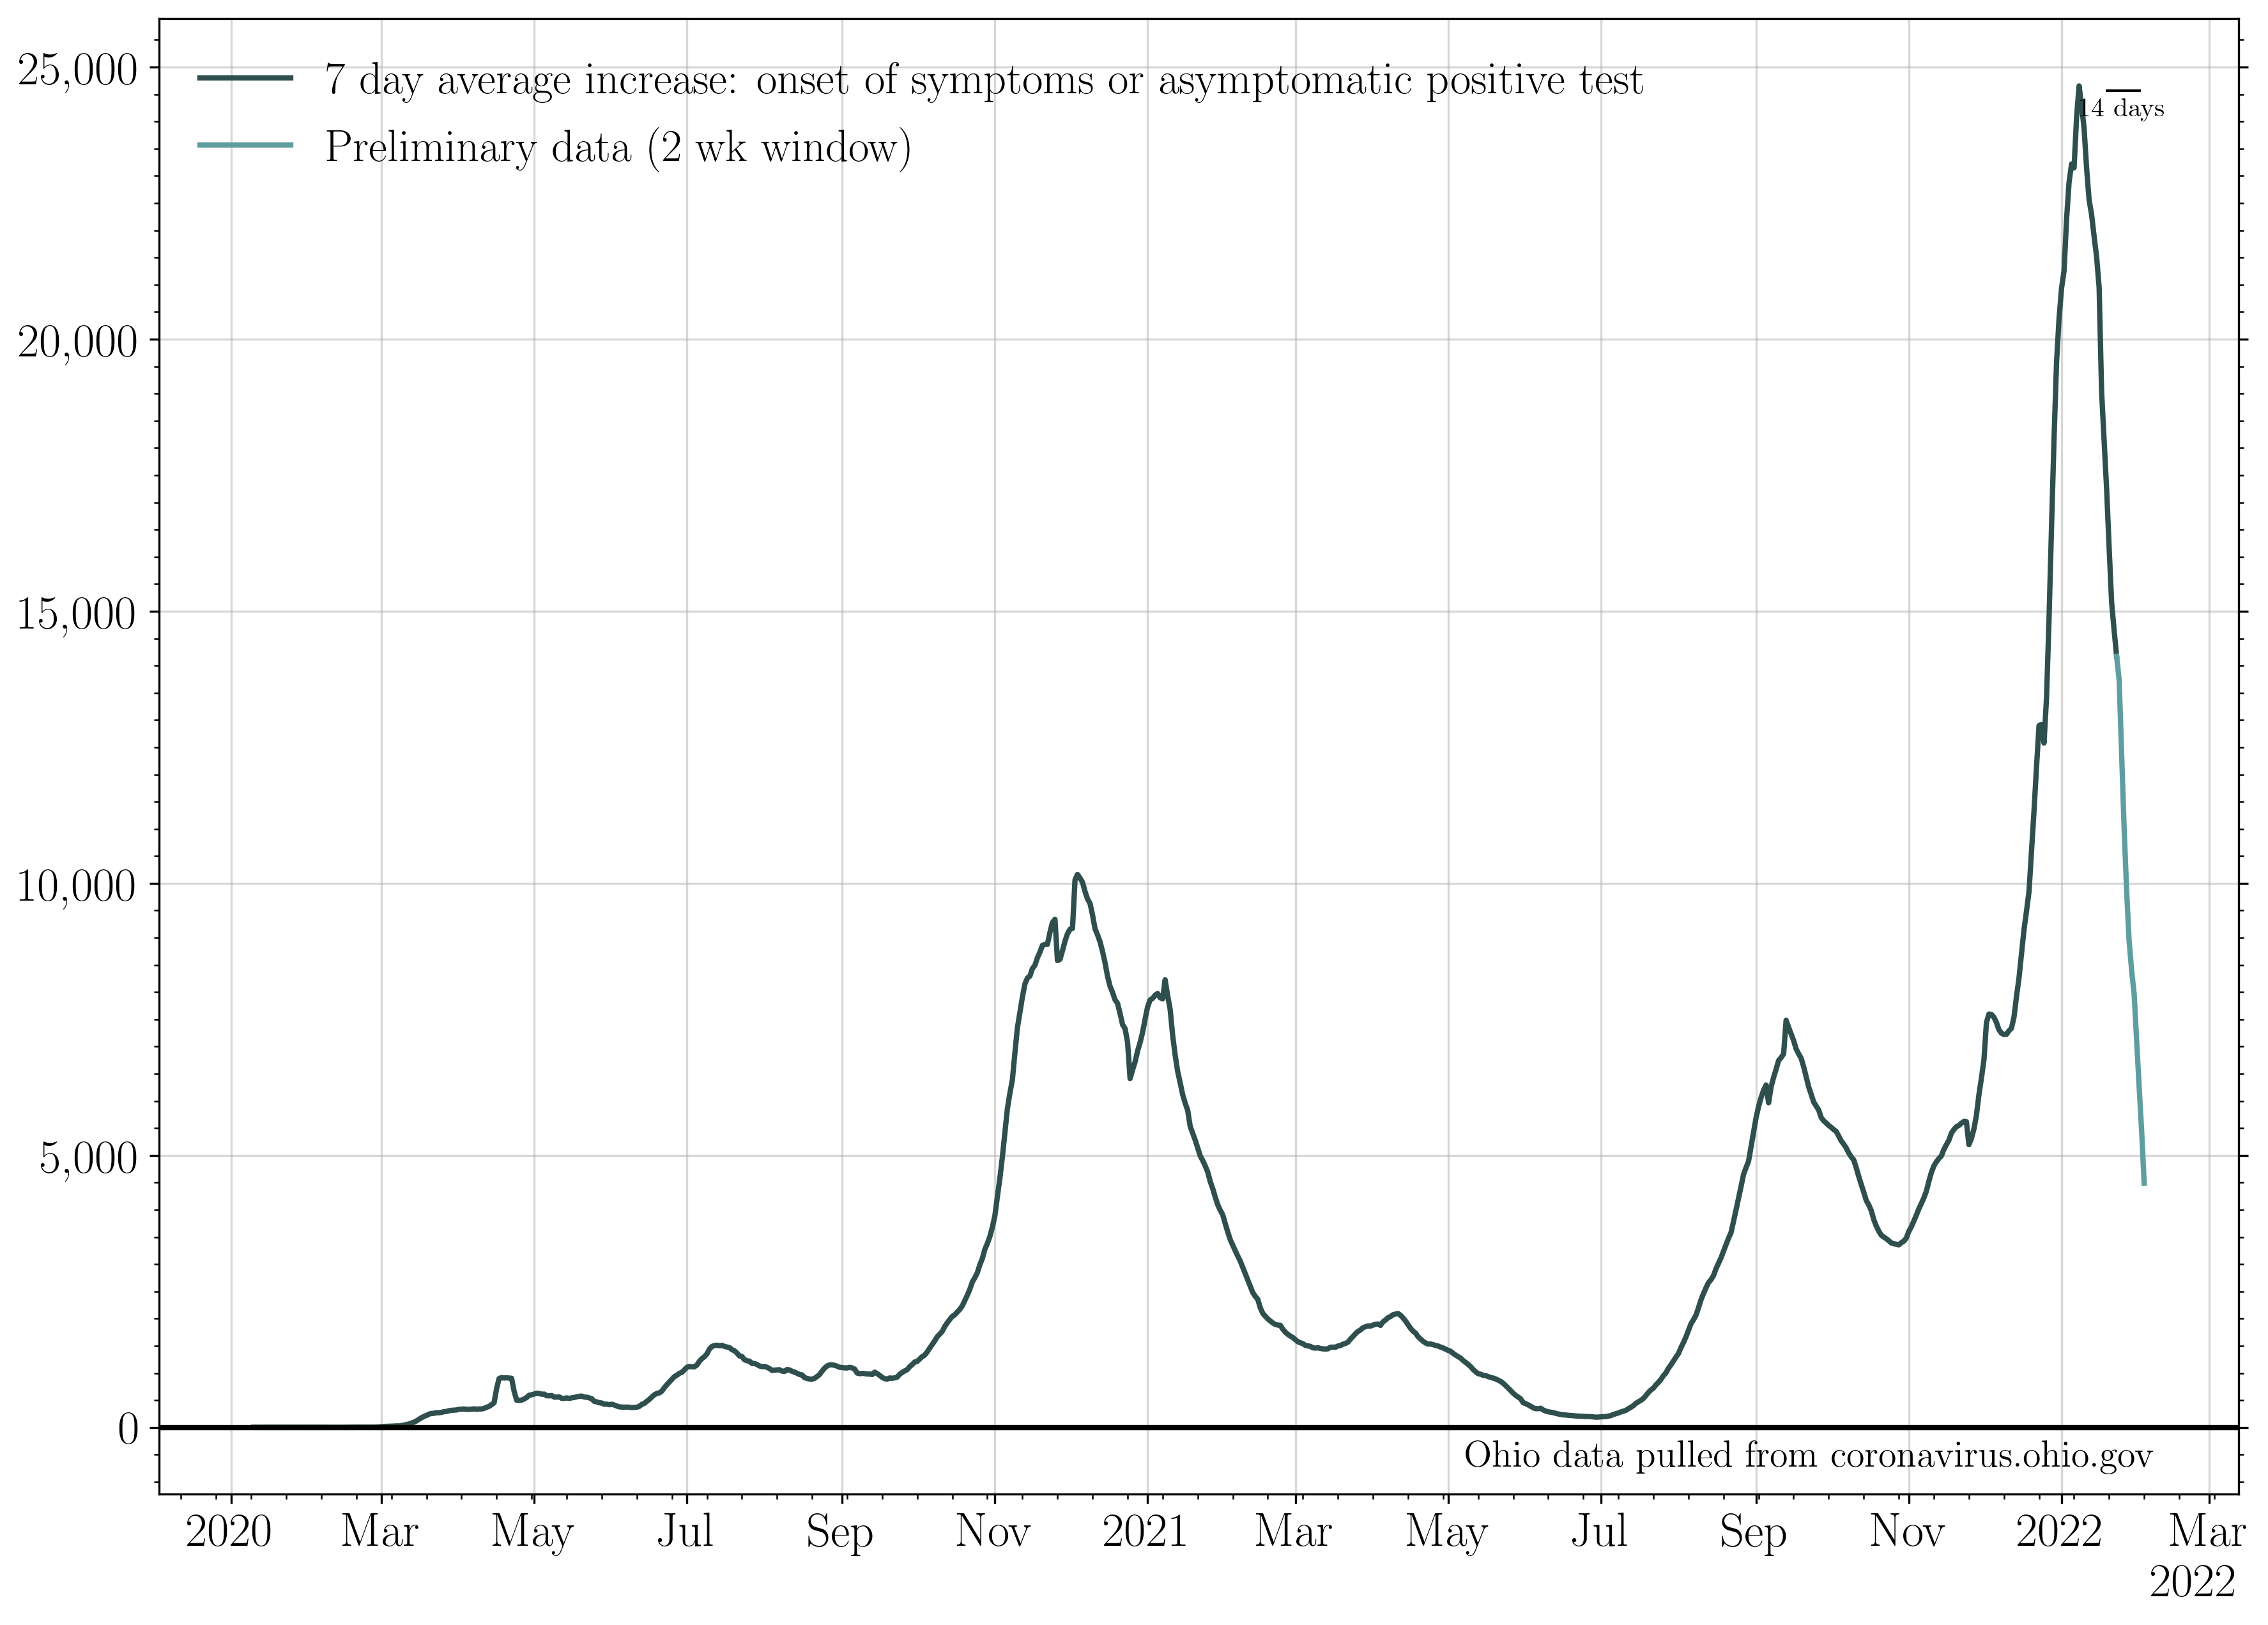 25,000
20,000
15,000
10,000
5,000
0
7 day average increase: onset of symptoms or asymptomatic positive test
Preliminary data (2 wk window)
14 days
Ohio data pulled from coronavirus.ohio.gov
2020 Mar May Jul Sep Nov 2021 Mar May Jul Sep Nov 2022 Mar
2022